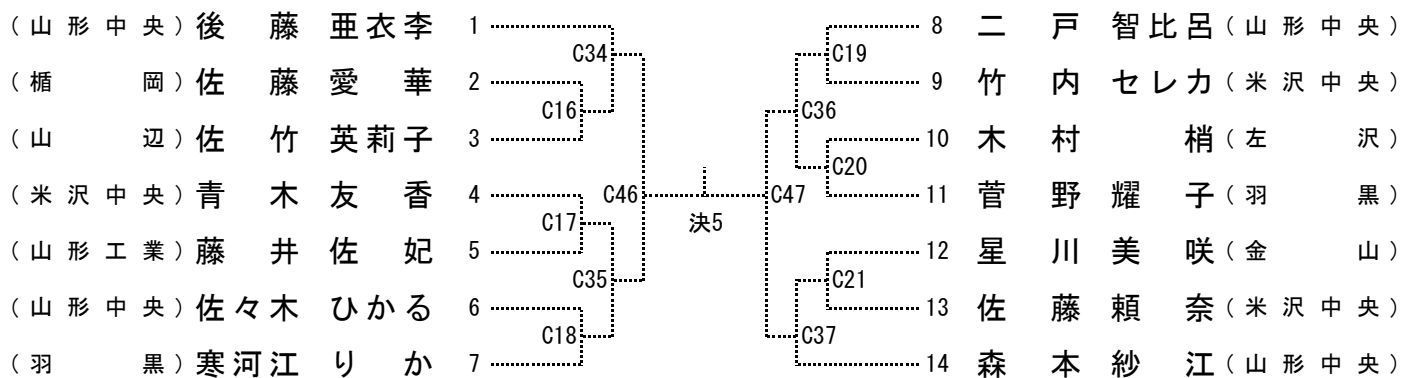 (山形中央) 後藤亜衣李 1
8 二戸智比呂 (山形中央)
C34
C19
(楯岡) 佐藤愛華 2
9 竹内セレカ (米沢中央)
C16
C36
(山辺) 佐竹英莉子 3
10 木村梢 (左沢)
C20
(米沢中央) 青木友香 4
C46
C47
11 菅野耀子 (羽黒)
C17
決5
(山形工業) 藤井佐妃 5
12 星川美咲 (金山)
C35
C21
(山形中央) 佐々木ひかる 6
13 佐藤頼奈 (米沢中央)
C18
C37
(羽黒) 寒河江りか 7
14 森本紗江 (山形中央)